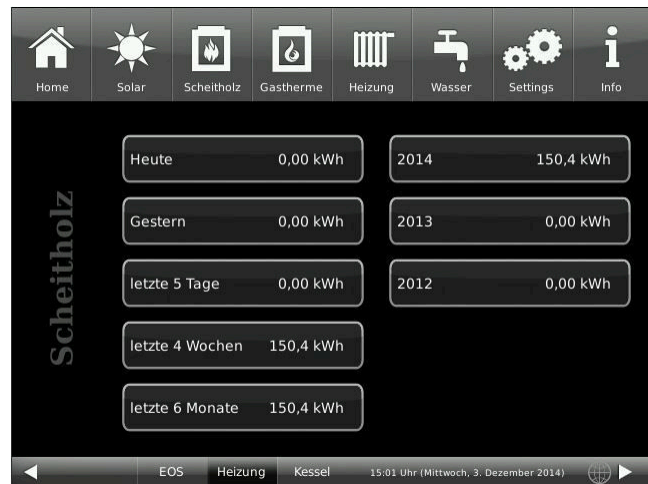 Home Solar Scheitholz Gastherme Heizung Wasser Settings Info
Scheitholz
Heute 0,00 kWh
Gestern 0,00 kWh
letzte 5 Tage 0,00 kWh
letzte 4 Wochen 150,4 kWh
letzte 6 Monate 150,4 kWh
2014 150,4 kWh
2013 0,00 kWh
2012 0,00 kWh
EOS Heizung Kessel 15:01 Uhr (Mittwoch, 3. Dezember 2014)